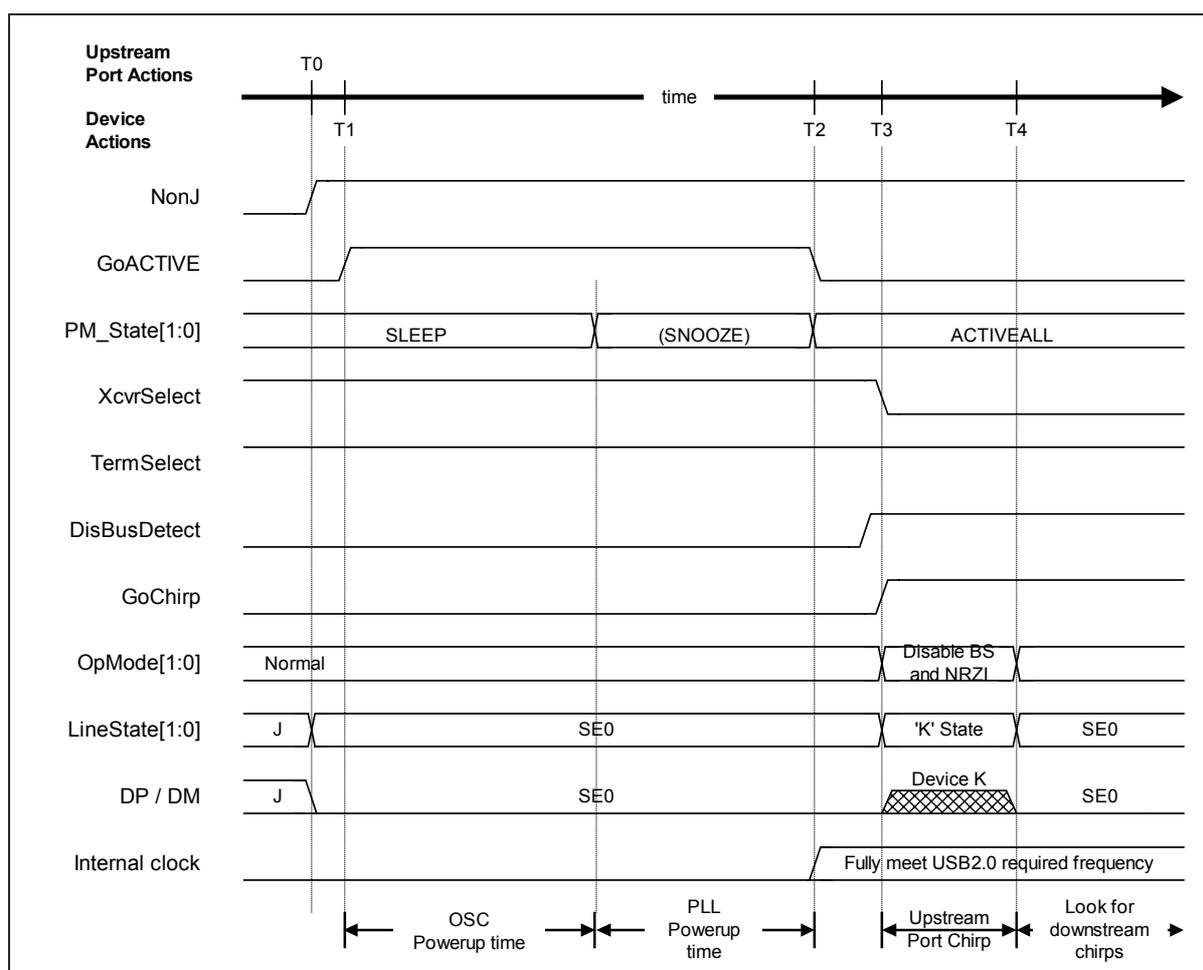 Upstream
Port Actions
T0
time
Device
Actions
T1
T2
T3
T4
NonJ
GoACTIVE
PM_State[1:0]
SLEEP
(SNOOZE)
ACTIVEALL
XcvrSelect
TermSelect
DisBusDetect
GoChirp
OpMode[1:0]
Normal
Disable BS
and NRZI
LineState[1:0]
J
SE0
'K' State
SE0
DP / DM
J
SE0
Device K
SE0
Internal clock
Fully meet USB2.0 required frequency
OSC
Powerup time
PLL
Powerup
time
Upstream
Port Chirp
Look for
downstream
chirps